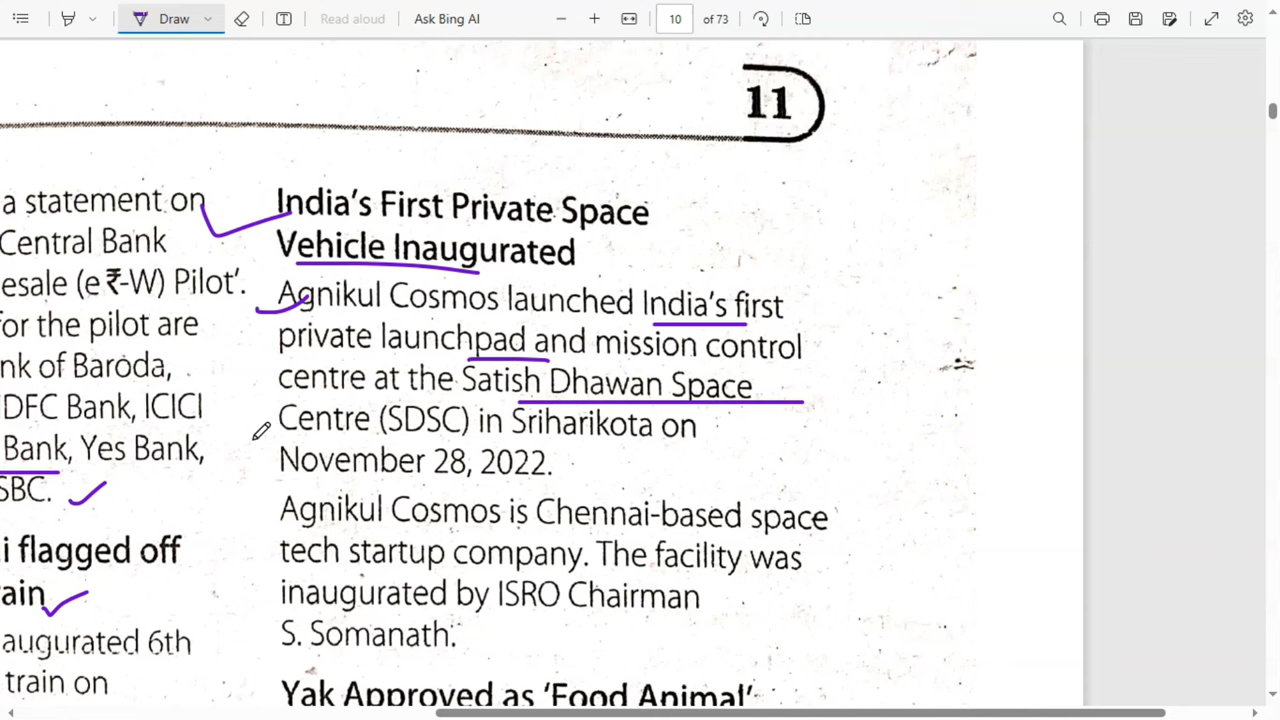 Draw
Read aloud
Ask Bing AI
10
of 73
11
a statement on
Central Bank
esale (e ₹-W) Pilot'.
for the pilot are
nk of Baroda,
DFC Bank, ICICI
Bank, Yes Bank,
SBC.
i flagged off
ain
augurated 6th
train on
India's First Private Space
Vehicle Inaugurated
Agnikul Cosmos launched India's first
private launchpad and mission control
centre at the Satish Dhawan Space
Centre (SDSC) in Sriharikota on
November 28, 2022.
Agnikul Cosmos is Chennai-based space
tech startup company. The facility was
inaugurated by ISRO Chairman
S. Somanath.
Yak Approved as 'Food Animal'